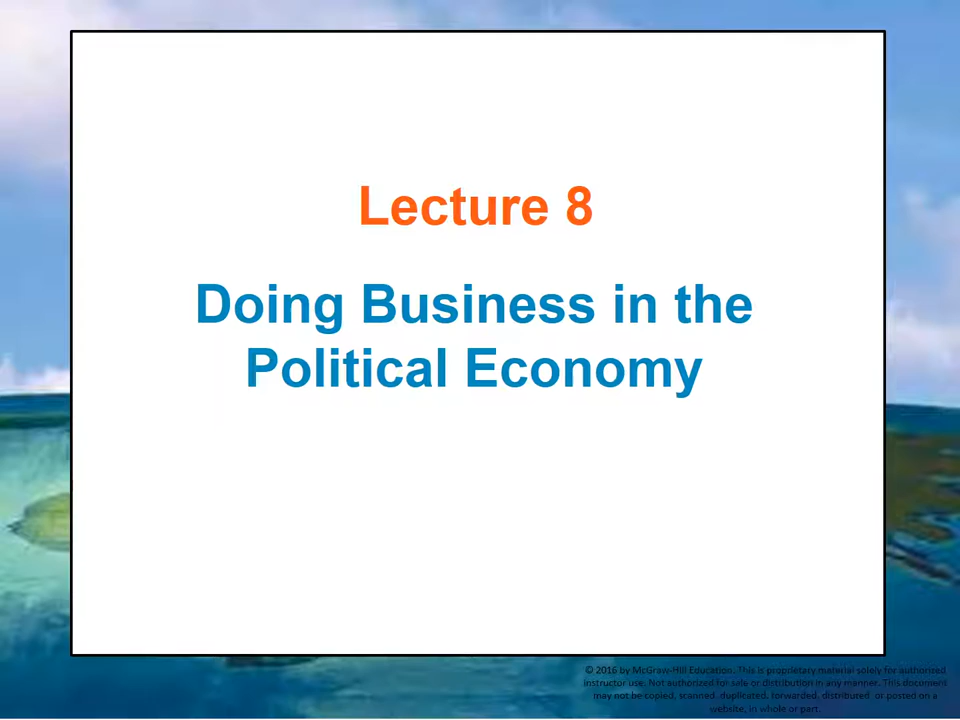 Lecture 8
Doing Business in the
Political Economy
© 2016 by McGraw-Hill Education. This is proprietary material solely for authorized
instructor use. Not authorized for sale or distribution in any manner. This document
may not be copied, scanned, duplicated, forwarded, distributed or posted on a
website, in whole or part.